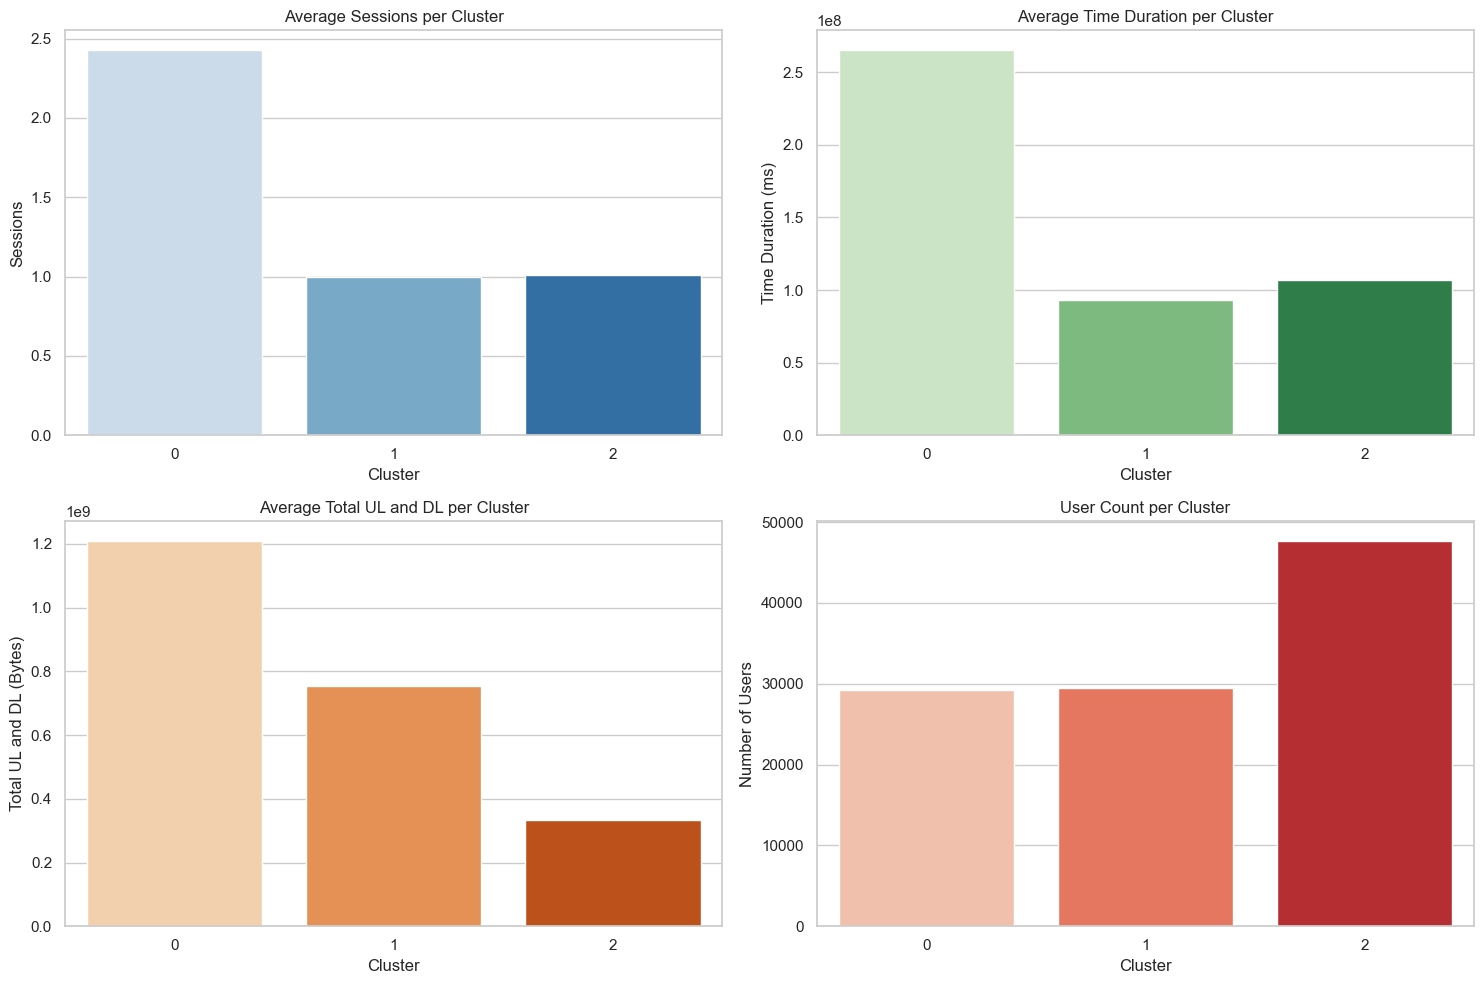 Average Sessions per Cluster
2.5
2.0
1.5
1.0
0.5
0.0
Sessions
0 1 2
Cluster
Average Time Duration per Cluster
1e8
2.5
2.0
1.5
1.0
0.5
0.0
Time Duration (ms)
0 1 2
Cluster
Average Total UL and DL per Cluster
1e9
1.2
1.0
0.8
0.6
0.4
0.2
0.0
Total UL and DL (Bytes)
0 1 2
Cluster
User Count per Cluster
50000
40000
30000
20000
10000
0
Number of Users
0 1 2
Cluster